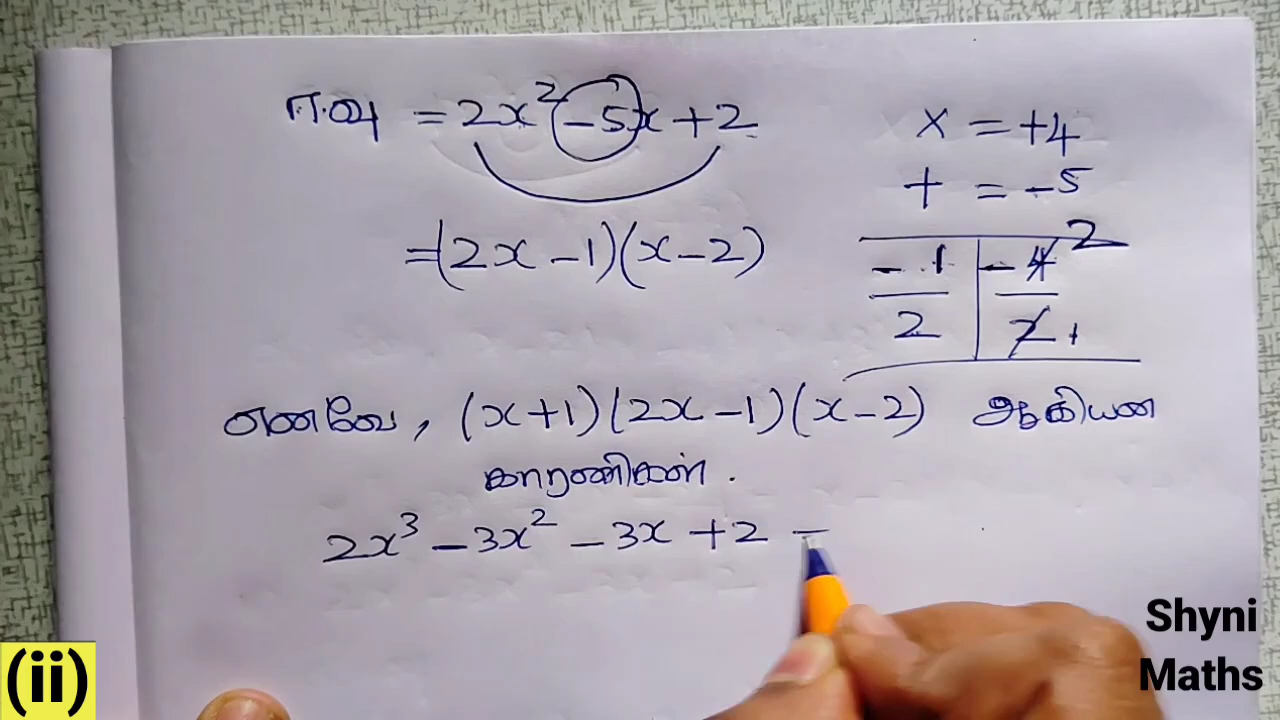 ஈவு = 2x² - 5x + 2
= (2x - 1)(x - 2)
x = +4
+ = -5
- 1 | - 4 2
2 | 2 1
எனவே, (x+1)(2x-1)(x-2) ஆகியன
காரணிகள்.
2x³ - 3x² - 3x + 2 =
(ii)
Shyni
Maths